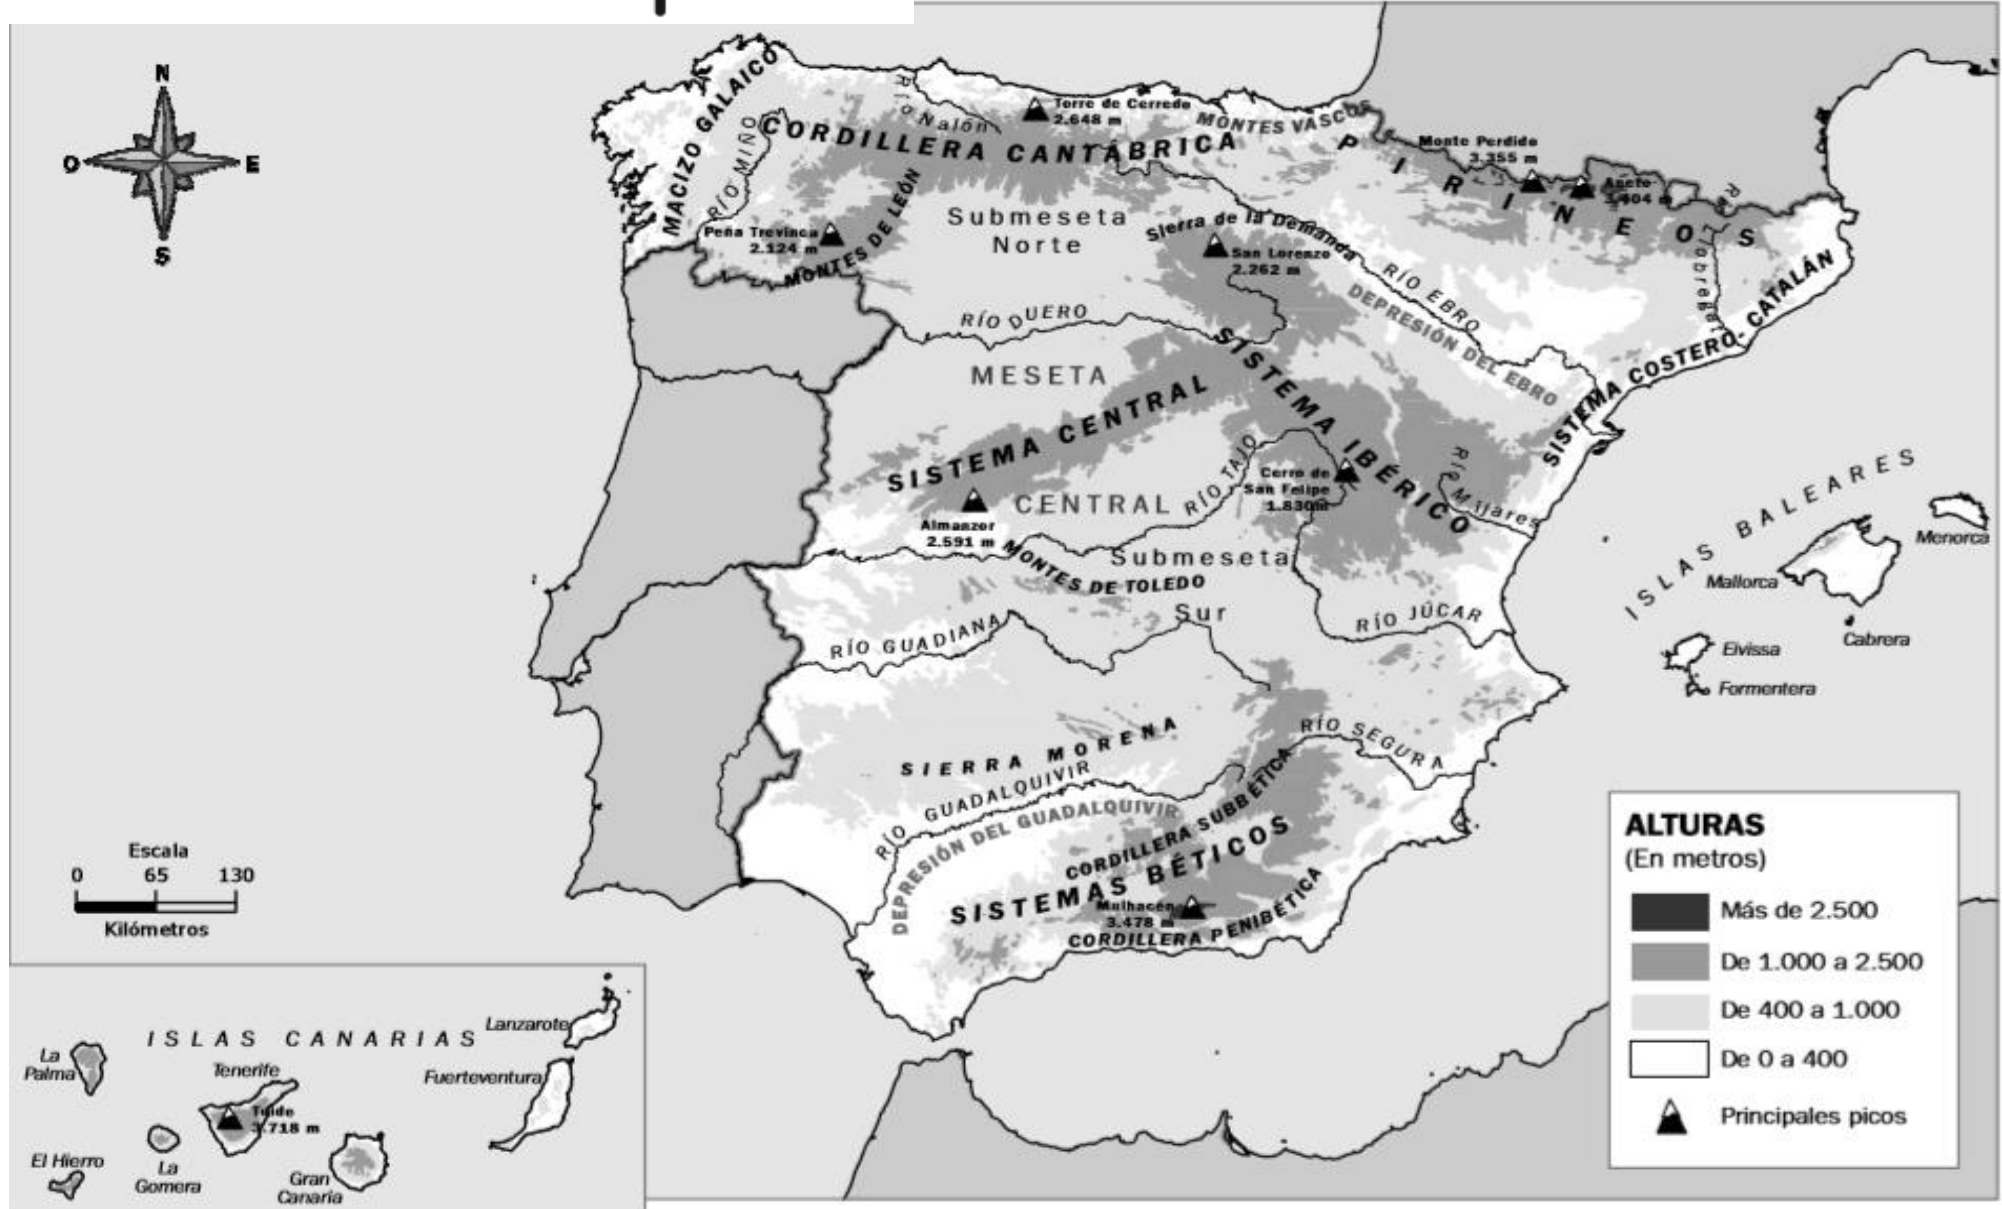 N
O
E
S
MACIZO GALAICO
RÍO MIÑO
Río Nalón
CORDILLERA CANTÁBRICA
Torre de Cerredo
2.648 m
MONTES VASCOS
PIRINEOS
Monte Perdido
3.355 m
Aneto
3.404 m
Río Llobregat
Peña Trevinca
2.124 m
MONTES DE LEÓN
Submeseta
Norte
Sierra de la Demanda
San Lorenzo
2.262 m
RÍO EBRO
DEPRESIÓN DEL EBRO
SISTEMA COSTERO-CATALÁN
RÍO DUERO
MESETA
CENTRAL
SISTEMA CENTRAL
SISTEMA IBÉRICO
Almanzor
2.591 m
RÍO TAJO
Cerro de
San Felipe
1.830m
Río Mijares
MONTES DE TOLEDO
Submeseta
Sur
RÍO GUADIANA
RÍO JÚCAR
ISLAS BALEARES
Menorca
Mallorca
Cabrera
Eivissa
Formentera
SIERRA MORENA
RÍO GUADALQUIVIR
DEPRESIÓN DEL GUADALQUIVIR
RÍO SEGURA
CORDILLERA SUBBÉTICA
SISTEMAS BÉTICOS
Mulhacén
3.478 m
CORDILLERA PENIBÉTICA
Escala
0 65 130
Kilómetros
ISLAS CANARIAS
Lanzarote
La
Palma
Tenerife
Fuerteventura
Teide
3.718 m
El Hierro
La
Gomera
Gran
Canaria
ALTURAS
(En metros)
Más de 2.500
De 1.000 a 2.500
De 400 a 1.000
De 0 a 400
Principales picos